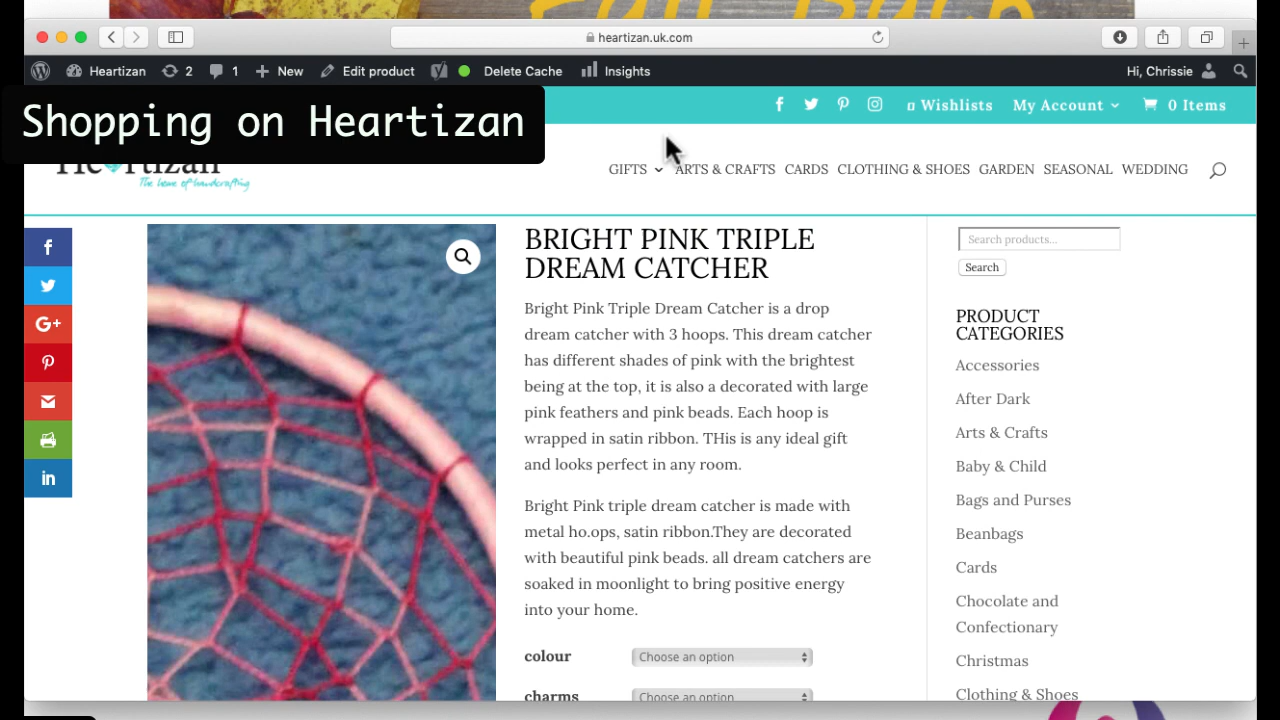 Fall Back
heartizan.uk.com
Heartizan 2 1 New Edit product Delete Cache Insights Hi, Chrissie
Wishlists My Account 0 Items
Shopping on Heartizan
Heartizan
The home of handcrafting
GIFTS ARTS & CRAFTS CARDS CLOTHING & SHOES GARDEN SEASONAL WEDDING
BRIGHT PINK TRIPLE
DREAM CATCHER
Bright Pink Triple Dream Catcher is a drop
dream catcher with 3 hoops. This dream catcher
has different shades of pink with the brightest
being at the top, it is also a decorated with large
pink feathers and pink beads. Each hoop is
wrapped in satin ribbon. THis is any ideal gift
and looks perfect in any room.
Bright Pink triple dream catcher is made with
metal ho.ops, satin ribbon.They are decorated
with beautiful pink beads. all dream catchers are
soaked in moonlight to bring positive energy
into your home.
colour Choose an option
charms Choose an option
Search products...
Search
PRODUCT
CATEGORIES
Accessories
After Dark
Arts & Crafts
Baby & Child
Bags and Purses
Beanbags
Cards
Chocolate and
Confectionary
Christmas
Clothing & Shoes